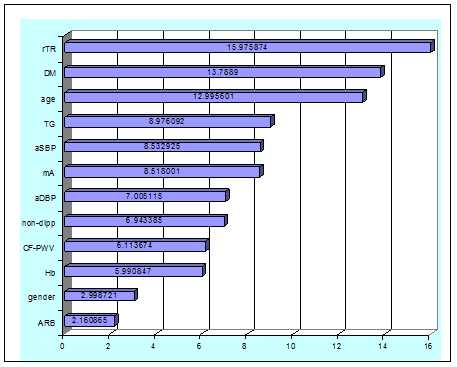 rTR 15.975874
DM 13.7889
age 12.995601
TG 8.976092
aSBP 8.532925
mA 8.518001
aDBP 7.005115
non-dipp 6.943385
CF-PWV 6.113674
Hb 5.990847
gender 2.998721
ARB 2.160865
0 2 4 6 8 10 12 14 16